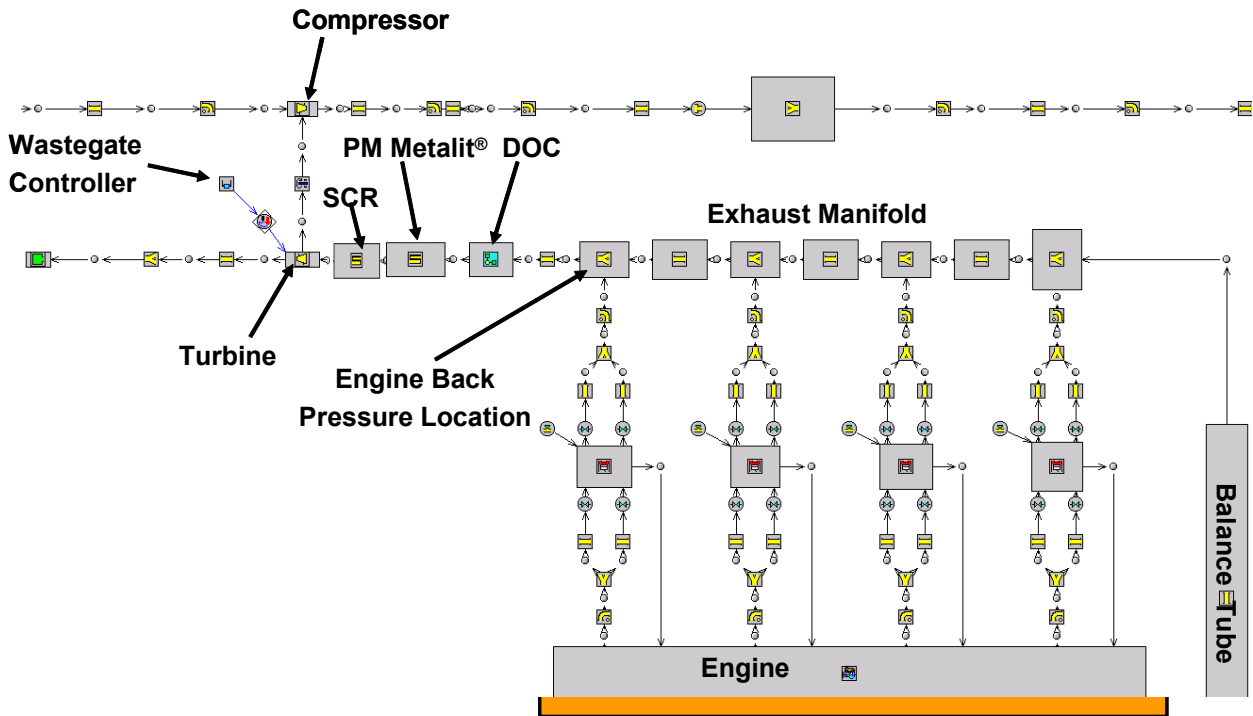 Compressor
Wastegate
Controller
PM Metalit® DOC
SCR
Exhaust Manifold
Turbine
Engine Back
Pressure Location
Balance Tube
Engine